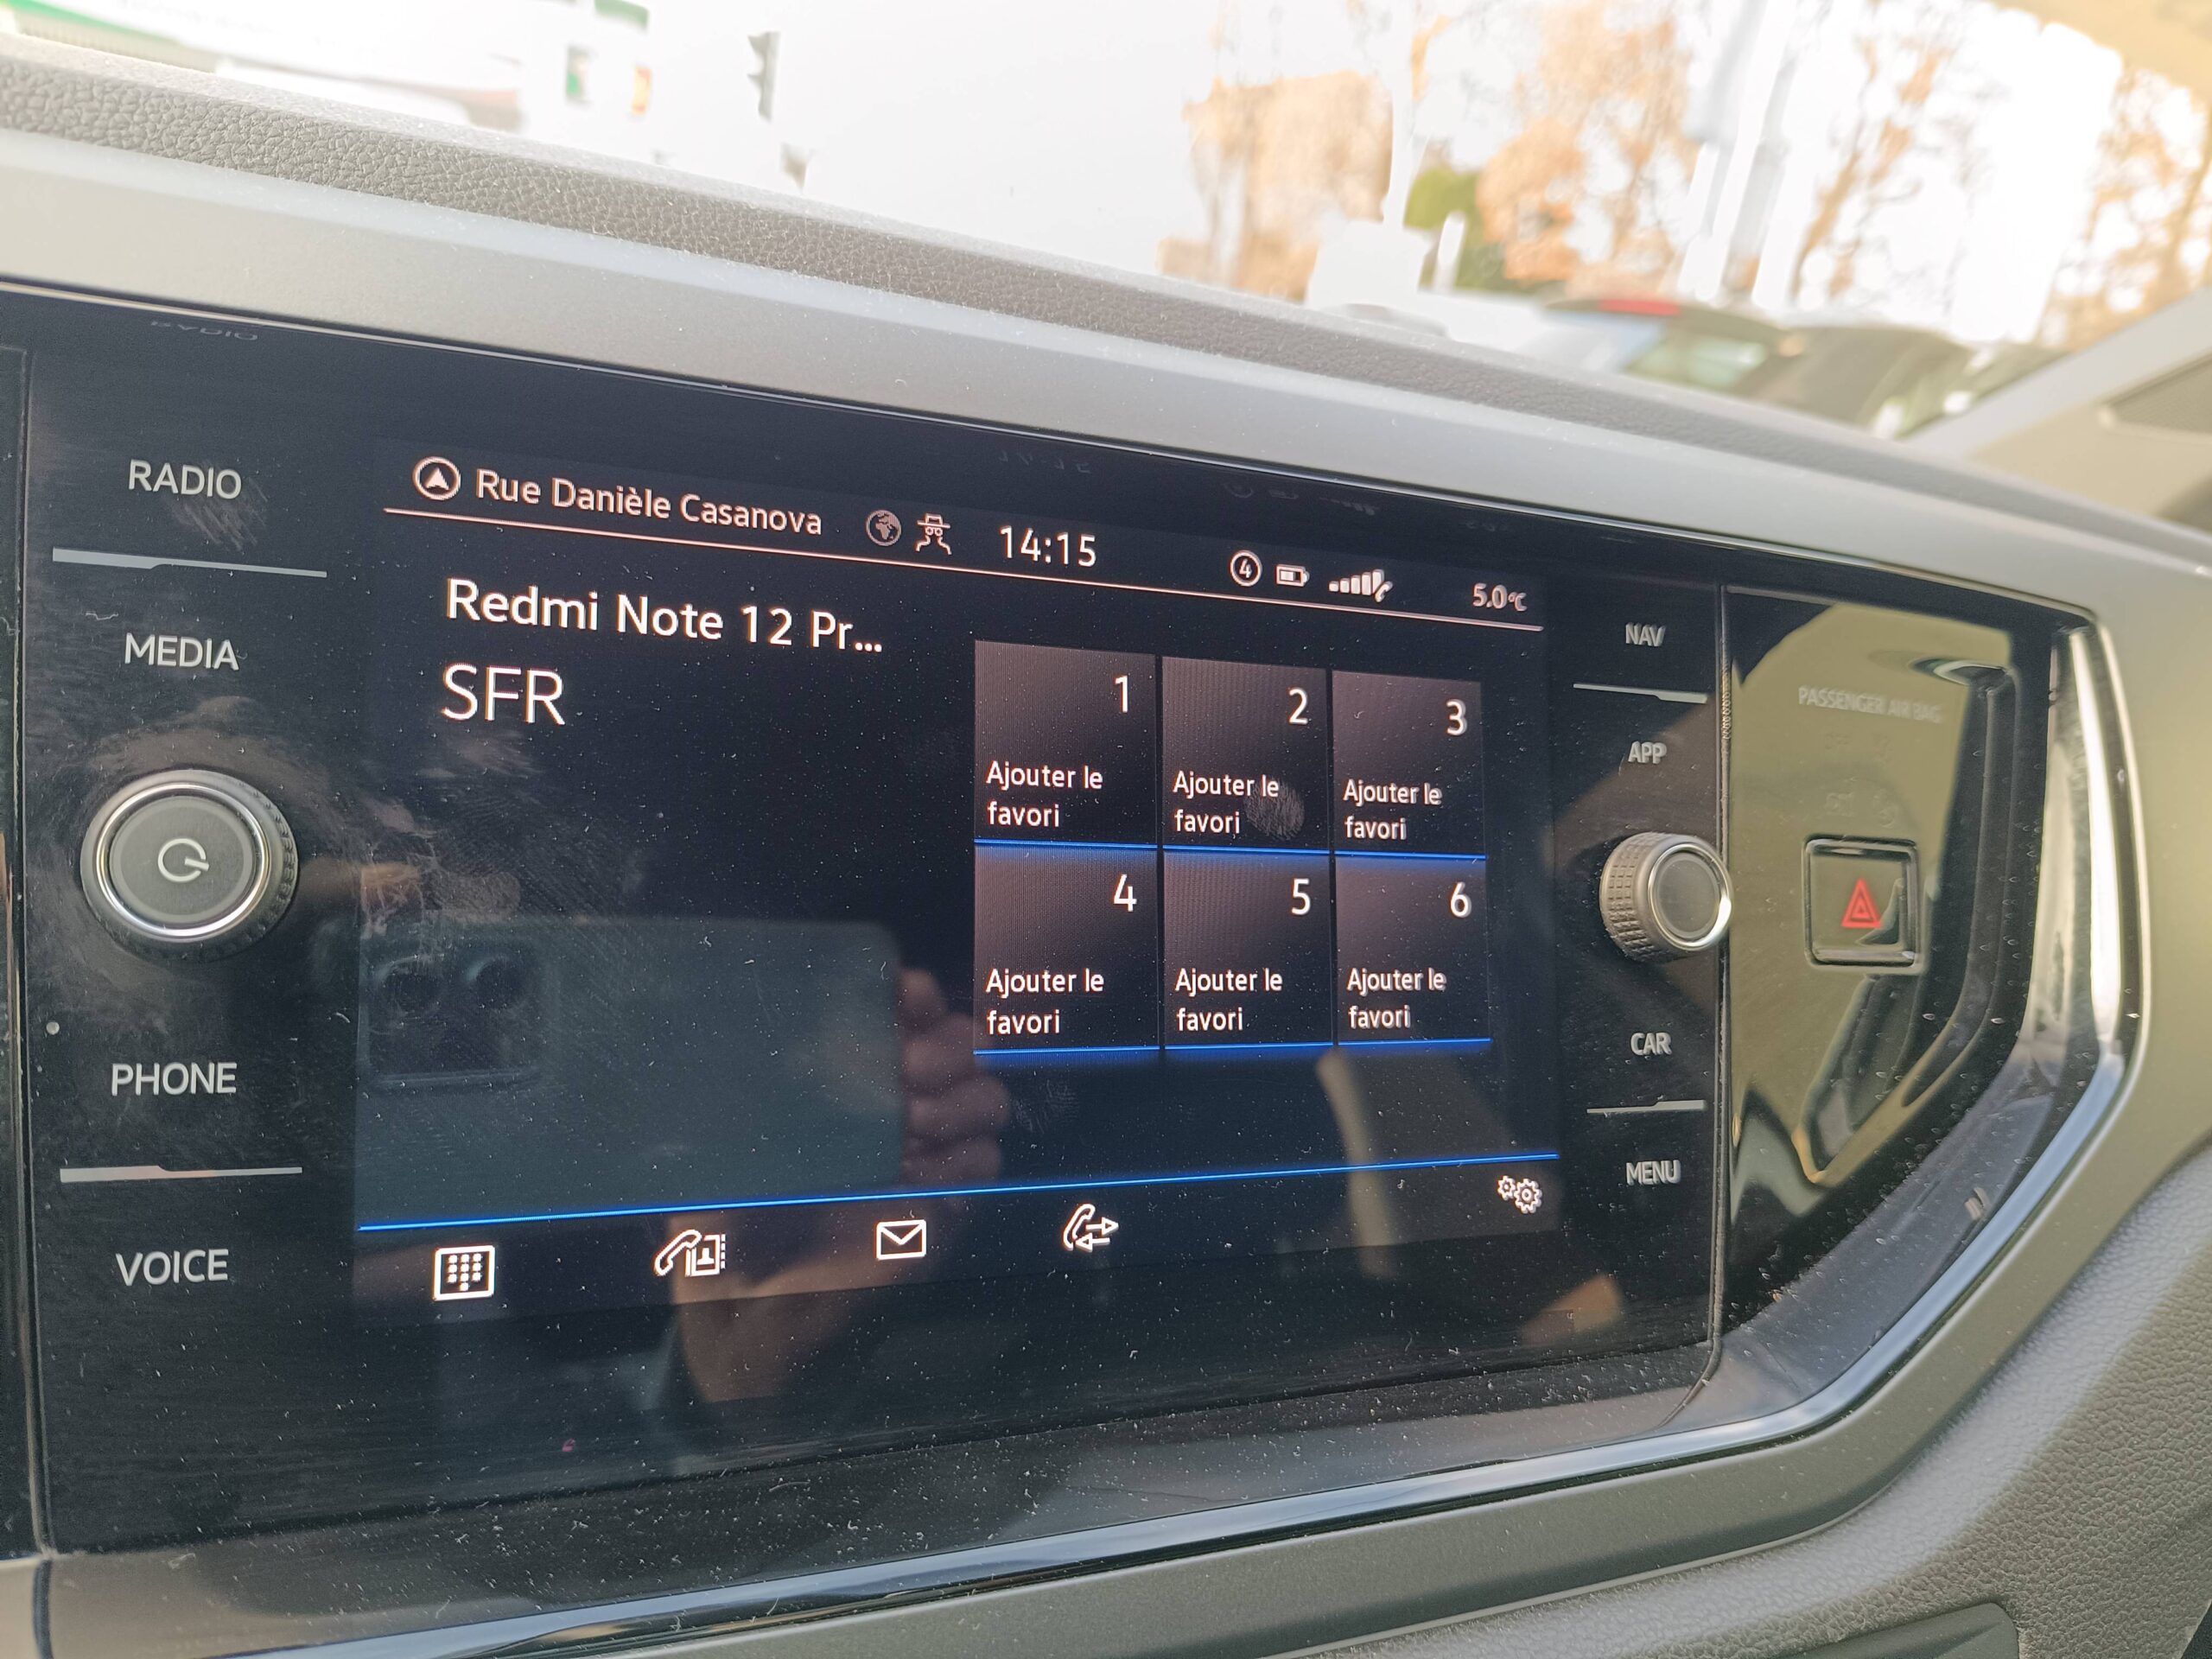 RADIO
MEDIA
PHONE
VOICE
Rue Danièle Casanova
14:15
4
5.0°C
Redmi Note 12 Pr...
SFR
1
Ajouter le
favori
2
Ajouter le
favori
3
Ajouter le
favori
4
Ajouter le
favori
5
Ajouter le
favori
6
Ajouter le
favori
NAV
APP
CAR
MENU
PASSENGER AIR BAG